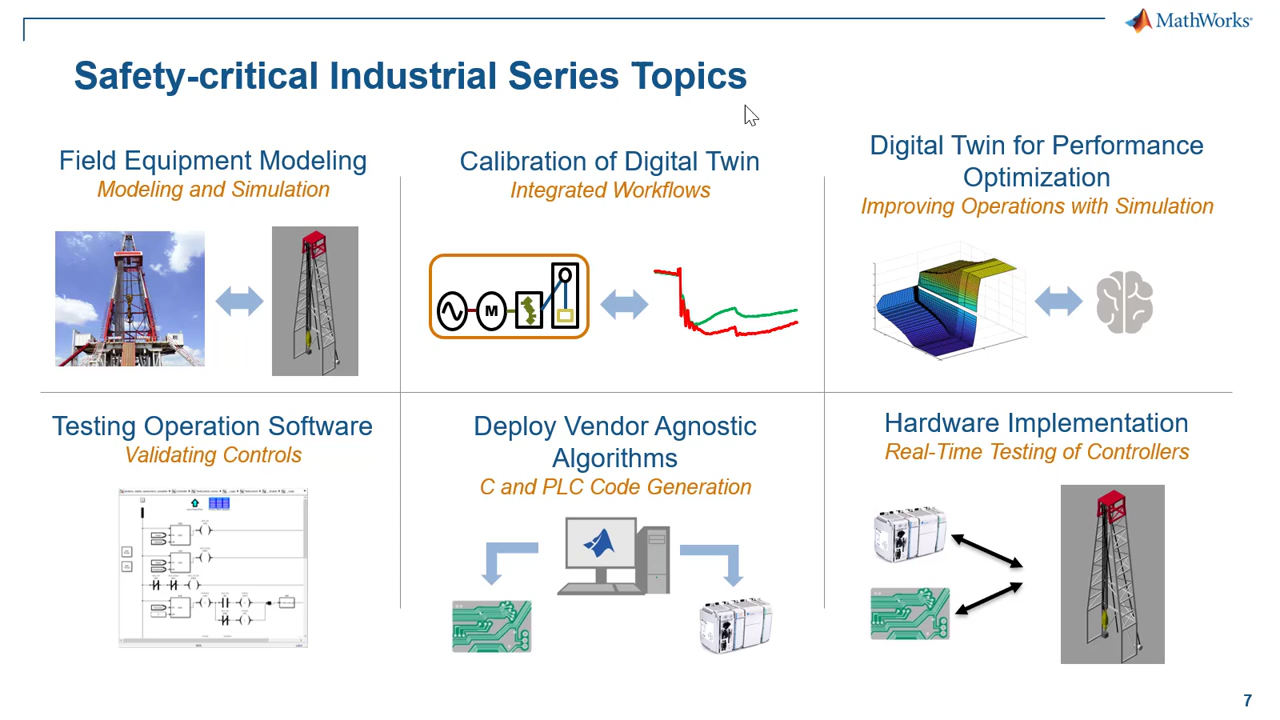 MathWorks®
Safety-critical Industrial Series Topics
Field Equipment Modeling
Modeling and Simulation
Calibration of Digital Twin
Integrated Workflows
Digital Twin for Performance
Optimization
Improving Operations with Simulation
M
Testing Operation Software
Validating Controls
Deploy Vendor Agnostic
Algorithms
C and PLC Code Generation
Hardware Implementation
Real-Time Testing of Controllers
7